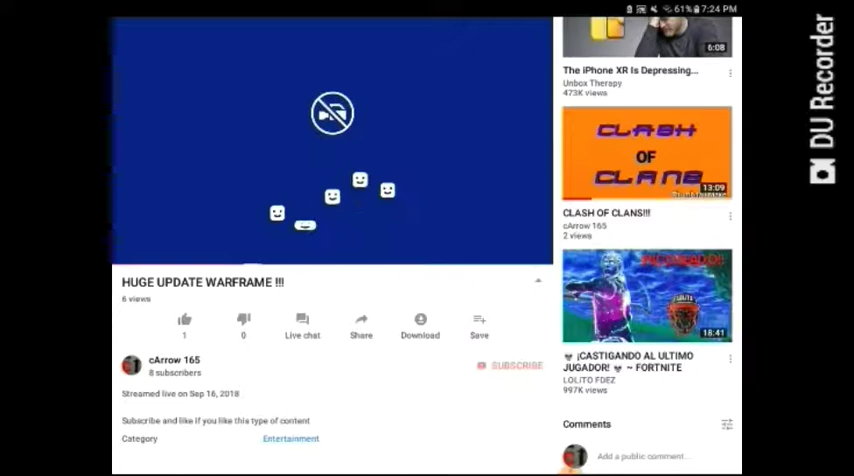 61% 7:24 PM
DU Recorder
6:08
The iPhone XR Is Depressing...
Unbox Therapy
473K views
CLASH
OF
CLANS
13:09
CLASH OF CLANS!!!
cArrow 165
2 views
18:41
¡CASTIGANDO AL ULTIMO
JUGADOR! ~ FORTNITE
LOLITO FDEZ
997K views
HUGE UPDATE WARFRAME !!!
6 views
1
0
Live chat
Share
Download
Save
cArrow 165
8 subscribers
SUBSCRIBE
Streamed live on Sep 16, 2018
Subscribe and like if you like this type of content
Category
Entertainment
Comments
Add a public comment...